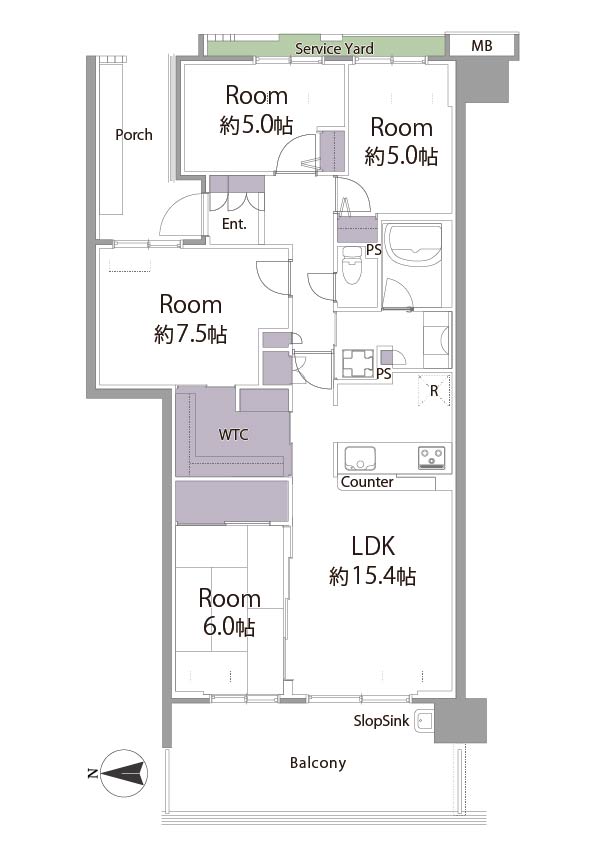 Service Yard
MB
Room
約5.0帖
Room
約5.0帖
Porch
Ent.
PS
Room
約7.5帖
PS
R
WTC
Counter
LDK
約15.4帖
Room
6.0帖
SlopSink
Balcony
N